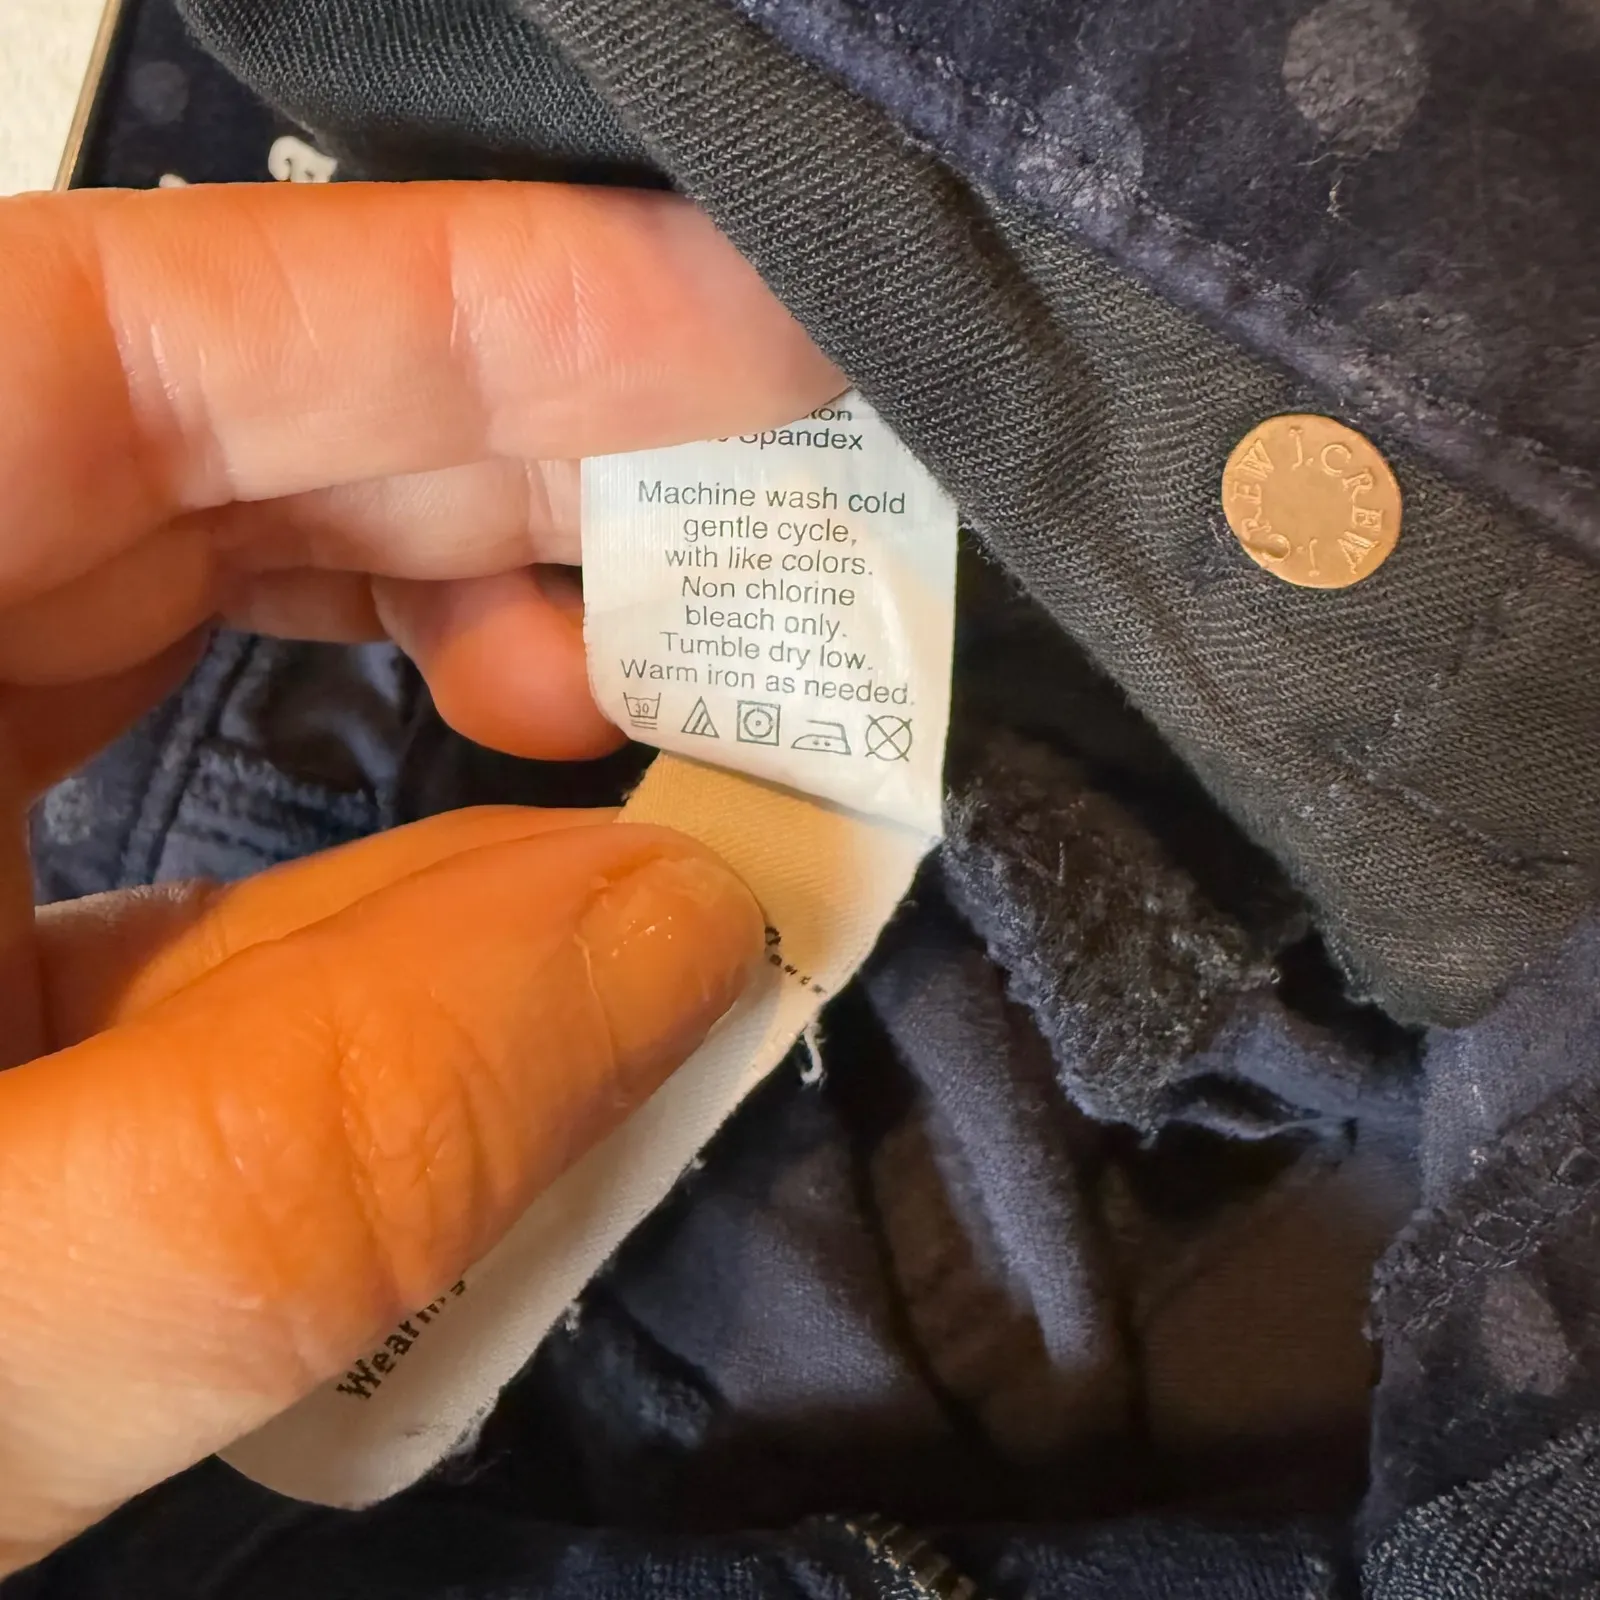 Spandex
Machine wash cold
gentle cycle,
with like colors.
Non chlorine
bleach only.
Tumble dry low.
Warm iron as needed.
30
J.CREW J.CREW